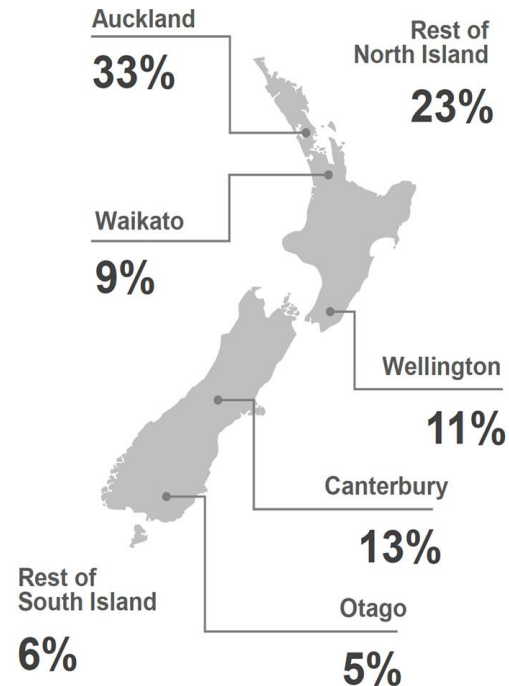 Auckland
33%
Rest of
North Island
23%
Waikato
9%
Wellington
11%
Canterbury
13%
Rest of
South Island
6%
Otago
5%